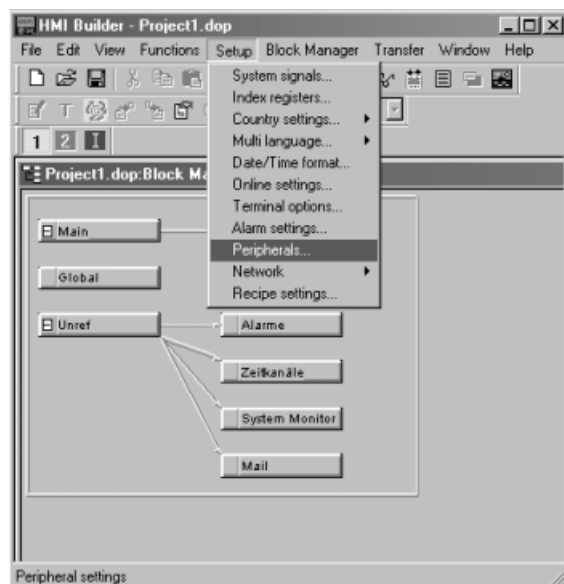 HMI Builder - Project1.dop
File Edit View Functions Setup Block Manager Transfer Window Help
System signals...
Index registers...
Country settings...
Multi language...
Date/Time format...
Online settings...
Terminal options...
Alarm settings...
Peripherals...
Network
Recipe settings...
T
1 2 I
Project1.dop:Block Ma
Main
Global
Unref
Alarme
Zeitkanäle
System Monitor
Mail
Peripheral settings